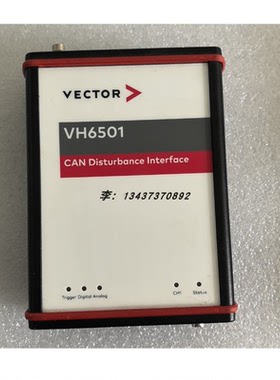 VECTOR
VH6501
CAN Disturbance Interface
李: 13437370892
Trigger Digital Analog CH1 Status